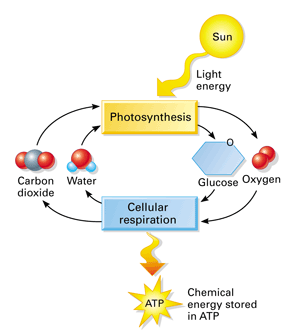 Sun
Light
energy
Photosynthesis
O
Carbon
dioxide
Water
Glucose
Oxygen
Cellular
respiration
ATP
Chemical
energy stored
in ATP